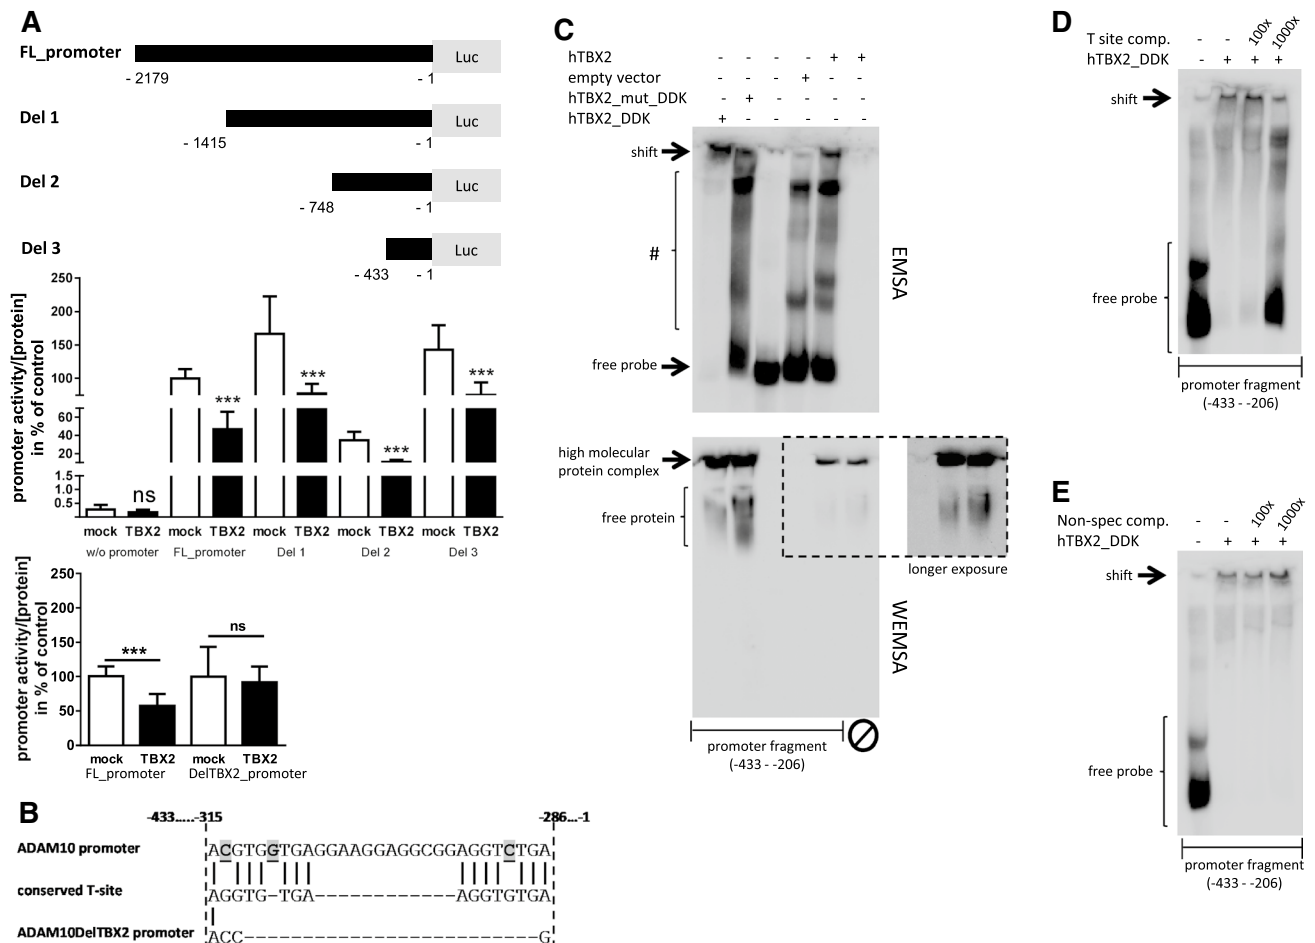 A
FL_promoter
Luc
- 2179
- 1
Del 1
Luc
- 1415
- 1
Del 2
Luc
- 748
- 1
Del 3
Luc
- 433
- 1
promoter activity/[protein]
in % of control
250
200
150
100
60
40
20
1.5
1.0
0.5
ns
***
***
***
***
mock TBX2 mock TBX2 mock TBX2 mock TBX2 mock TBX2
w/o promoter FL_promoter Del 1 Del 2 Del 3
promoter activity/[protein]
in % of control
250
200
150
100
50
0
***
ns
mock TBX2 mock TBX2
FL_promoter DelTBX2_promoter
B
-433.....-315 -286...-1
ADAM10 promoter ACGTGGTGAGGAAGGAGGCGGAGGTCTGA
conserved T-site AGGTG-TGA------------AGGTGTGA
ADAM10DelTBX2 promoter ACC-------------------------G
C
hTBX2 - - - - + +
empty vector - - - + - -
hTBX2_mut_DDK - + - - - -
hTBX2_DDK + - - - - -
shift
#
free probe
EMSA
high molecular
protein complex
free protein
longer exposure
WEMSA
promoter fragment
(-433 - -206)
D
T site comp. - - 100x 1000x
hTBX2_DDK - + + +
shift
free probe
promoter fragment
(-433 - -206)
E
Non-spec comp. - - 100x 1000x
hTBX2_DDK - + + +
shift
free probe
promoter fragment
(-433 - -206)